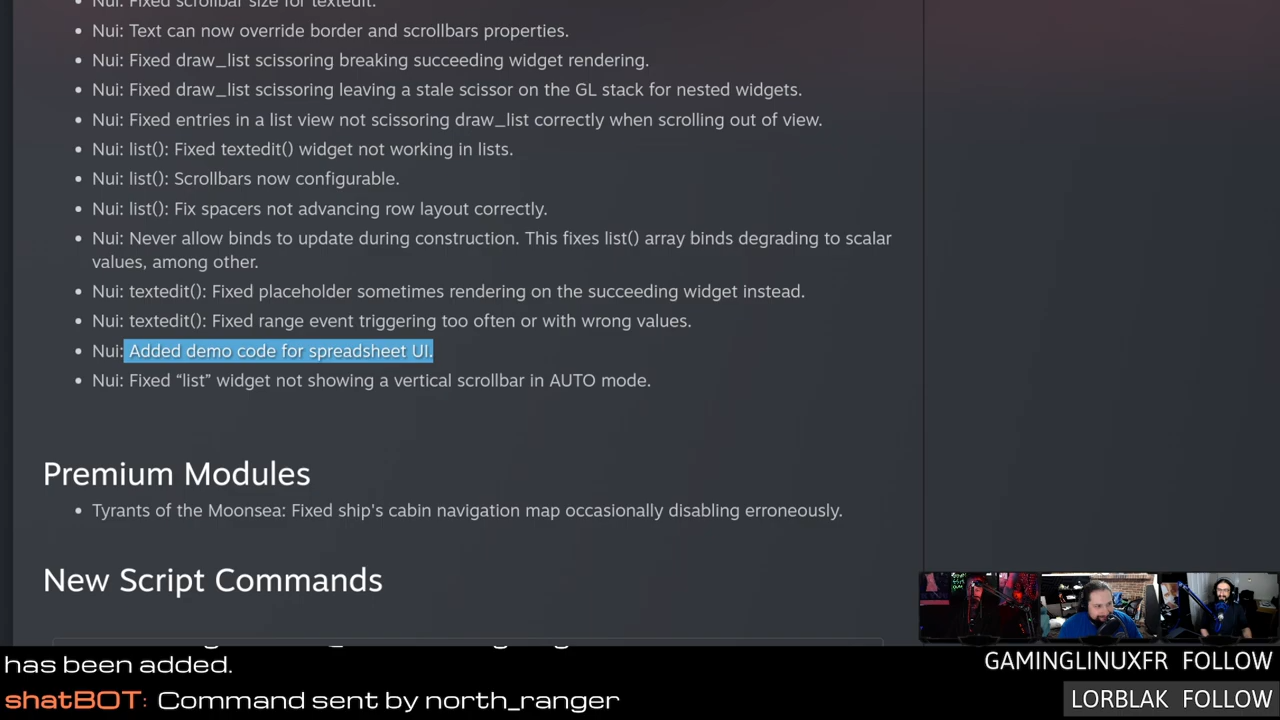 Nui: Fixed scrollbar size for textedit.
Nui: Text can now override border and scrollbars properties.
Nui: Fixed draw_list scissoring breaking succeeding widget rendering.
Nui: Fixed draw_list scissoring leaving a stale scissor on the GL stack for nested widgets.
Nui: Fixed entries in a list view not scissoring draw_list correctly when scrolling out of view.
Nui: list(): Fixed textedit() widget not working in lists.
Nui: list(): Scrollbars now configurable.
Nui: list(): Fix spacers not advancing row layout correctly.
Nui: Never allow binds to update during construction. This fixes list() array binds degrading to scalar
values, among other.
Nui: textedit(): Fixed placeholder sometimes rendering on the succeeding widget instead.
Nui: textedit(): Fixed range event triggering too often or with wrong values.
Nui: Added demo code for spreadsheet UI.
Nui: Fixed “list” widget not showing a vertical scrollbar in AUTO mode.
Premium Modules
Tyrants of the Moonsea: Fixed ship's cabin navigation map occasionally disabling erroneously.
New Script Commands
has been added.
shatBOT: Command sent by north_ranger
GAMINGLINUXFR FOLLOW
LORBLAK FOLLOW